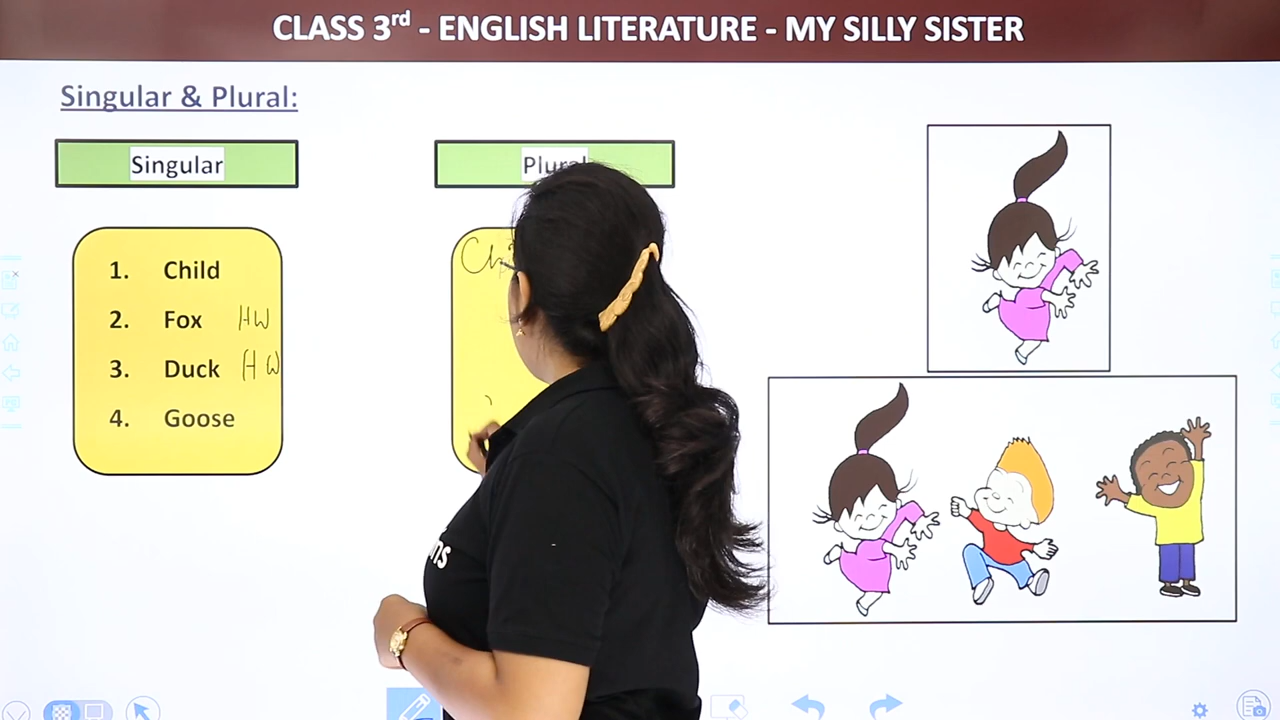 CLASS 3rd - ENGLISH LITERATURE - MY SILLY SISTER
Singular & Plural:
Singular
Plural
1. Child
2. Fox HW
3. Duck HW
4. Goose